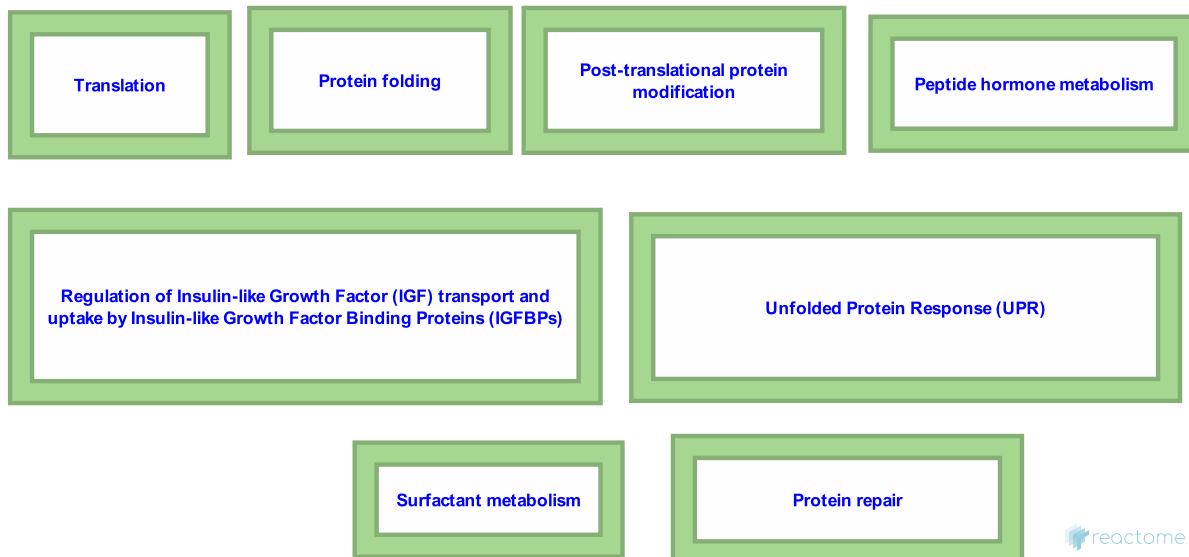 Translation
Protein folding
Post-translational protein
modification
Peptide hormone metabolism
Regulation of Insulin-like Growth Factor (IGF) transport and
uptake by Insulin-like Growth Factor Binding Proteins (IGFBPs)
Unfolded Protein Response (UPR)
Surfactant metabolism
Protein repair
reactome